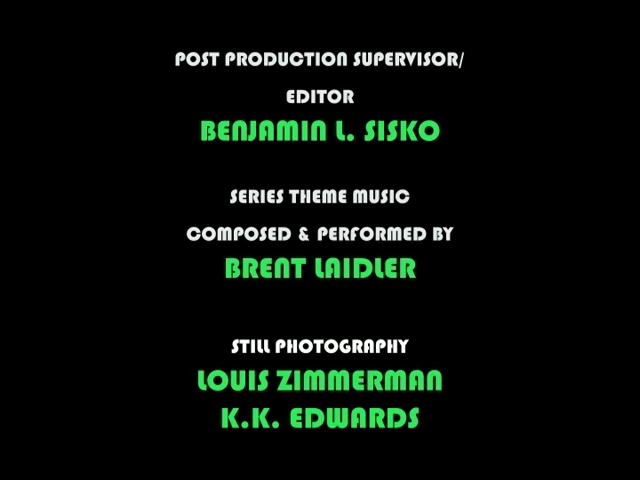 POST PRODUCTION SUPERVISOR/
EDITOR
BENJAMIN L. SISKO
SERIES THEME MUSIC
COMPOSED & PERFORMED BY
BRENT LAIDLER
STILL PHOTOGRAPHY
LOUIS ZIMMERMAN
K.K. EDWARDS